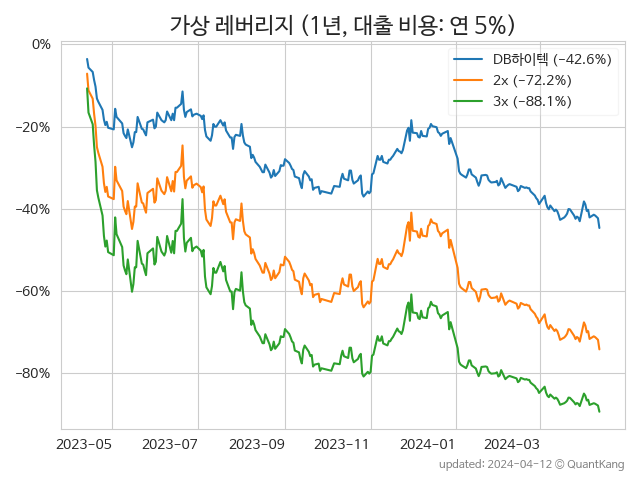 가상 레버리지 (1년, 대출 비용: 연 5%)
DB하이텍 (−42.6%)
2x (−72.2%)
3x (−88.1%)
0%
−20%
−40%
−60%
−80%
2023−05 2023−07 2023−09 2023−11 2024−01 2024−03
updated: 2024-04-12 © QuantKang